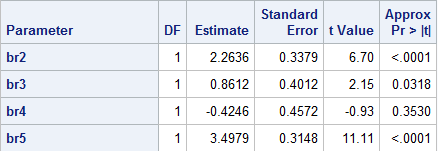 Parameter DF Estimate Standard Error t Value Approx Pr > |t|
br2 1 2.2636 0.3379 6.70 <.0001
br3 1 0.8612 0.4012 2.15 0.0318
br4 1 -0.4246 0.4572 -0.93 0.3530
br5 1 3.4979 0.3148 11.11 <.0001